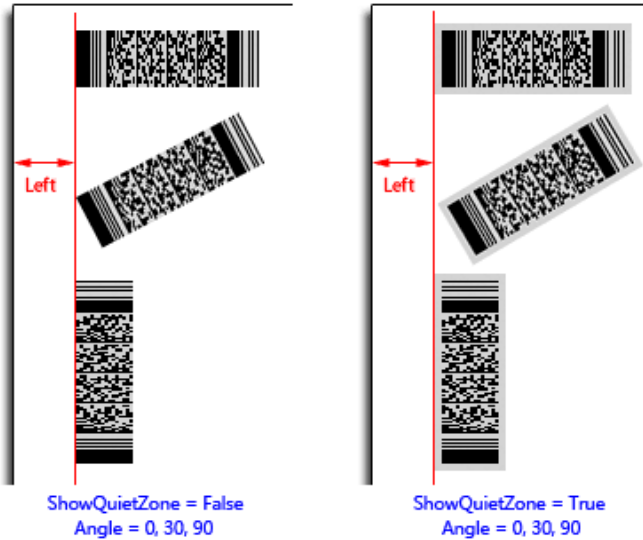 Left
Left
ShowQuietZone = False
Angle = 0, 30, 90
ShowQuietZone = True
Angle = 0, 30, 90